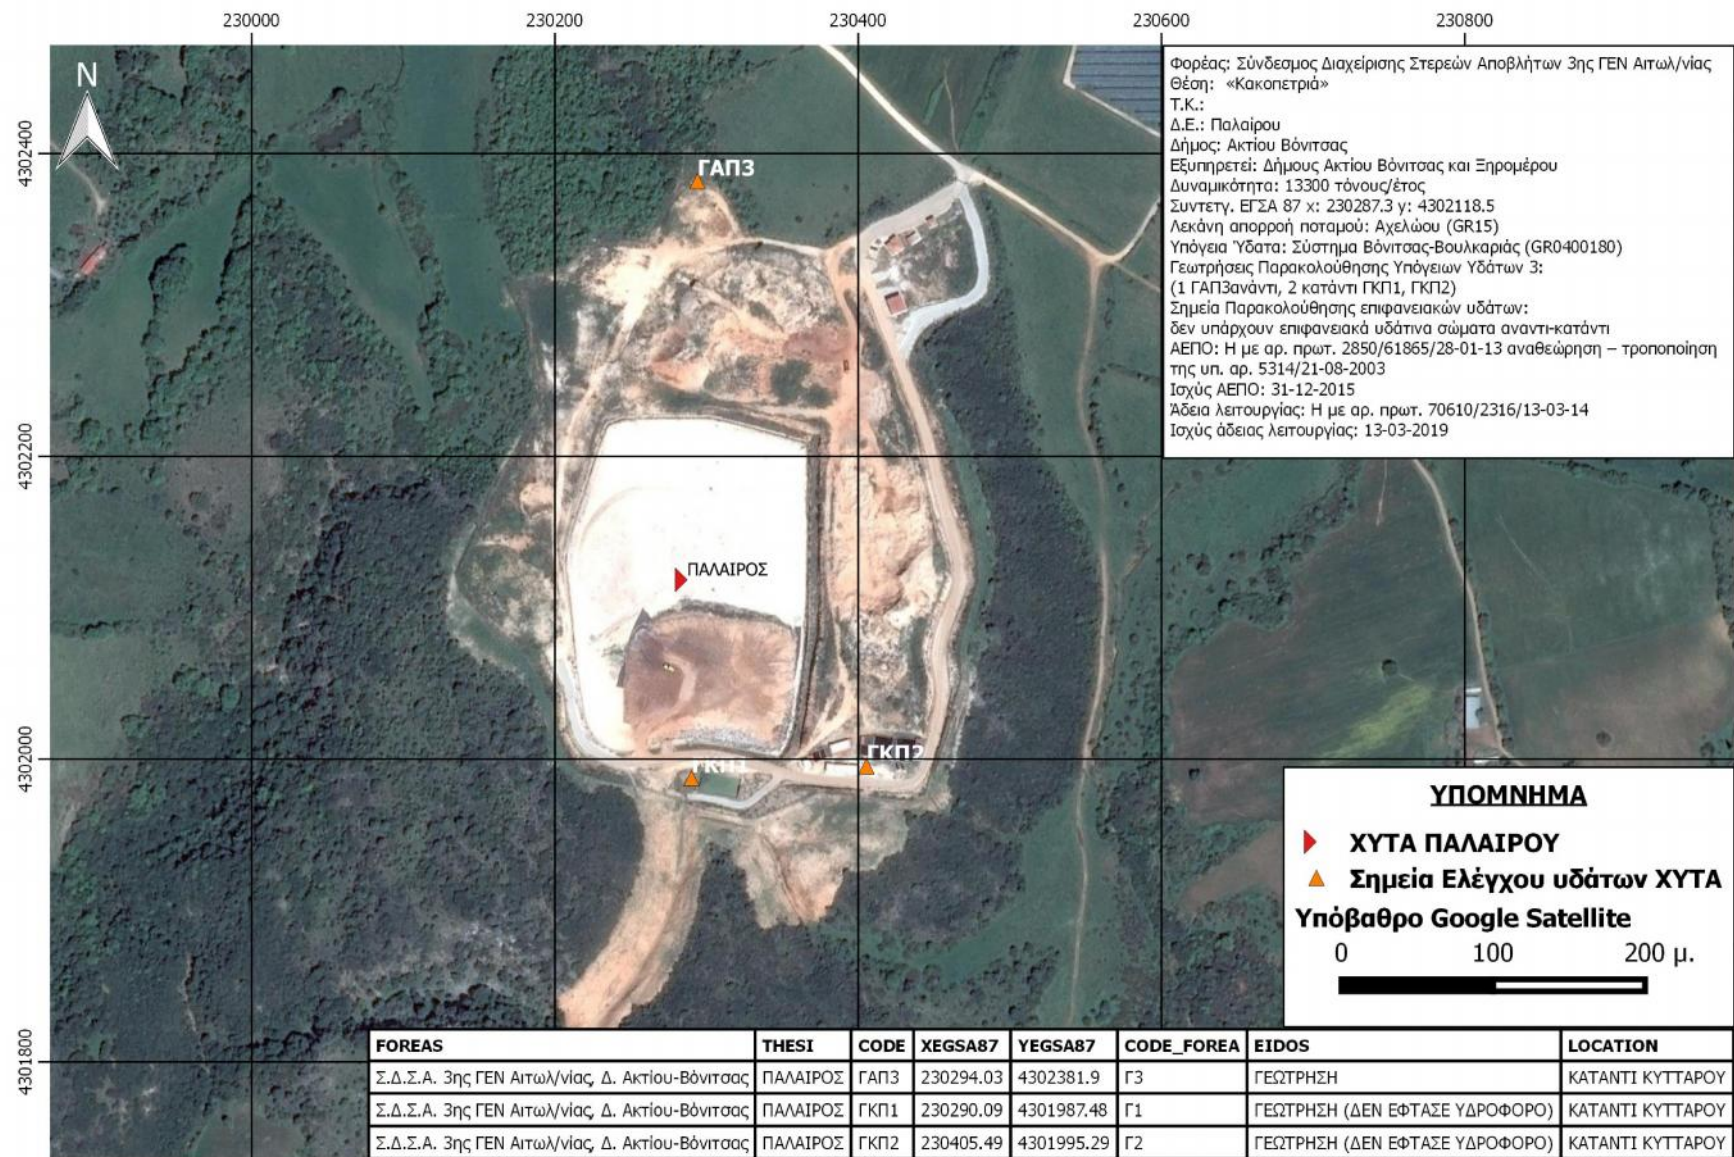 230000 230200 230400 230600 230800
N
4302400
4302200
4302000
4301800
Φορέας: Σύνδεσμος Διαχείρισης Στερεών Αποβλήτων 3ης ΓΕΝ Αιτωλ/νίας
Θέση: «Κακοπετριά»
Τ.Κ.:
Δ.Ε.: Παλαίρου
Δήμος: Ακτίου Βόνιτσας
Εξυπηρετεί: Δήμους Ακτίου Βόνιτσας και Ξηρομέρου
Δυναμικότητα: 13300 τόνους/έτος
Συντετγ. ΕΓΣΑ 87 x: 230287.3 y: 4302118.5
Λεκάνη απορροή ποταμού: Αχελώου (GR15)
Υπόγεια Ύδατα: Σύστημα Βόνιτσας-Βουλκαριάς (GR0400180)
Γεωτρήσεις Παρακολούθησης Υπόγειων Υδάτων 3:
(1 ΓΑΠ3ανάντι, 2 κατάντι ΓΚΠ1, ΓΚΠ2)
Σημεία Παρακολούθησης επιφανειακών υδάτων:
δεν υπάρχουν επιφανειακά υδάτινα σώματα αναντι-κατάντι
ΑΕΠΟ: Η με αρ. πρωτ. 2850/61865/28-01-13 αναθεώρηση – τροποποίηση
της υπ. αρ. 5314/21-08-2003
Ισχύς ΑΕΠΟ: 31-12-2015
Άδεια λειτουργίας: Η με αρ. πρωτ. 70610/2316/13-03-14
Ισχύς άδειας λειτουργίας: 13-03-2019
ΓΑΠ3
ΠΑΛΑΙΡΟΣ
ΓΚΠ2
ΓΚΠ1
ΥΠΟΜΝΗΜΑ
ΧΥΤΑ ΠΑΛΑΙΡΟΥ
Σημεία Ελέγχου υδάτων ΧΥΤΑ
Υπόβαθρο Google Satellite
0 100 200 μ.
FOREAS THESI CODE XEGSA87 YEGSA87 CODE_FOREA EIDOS LOCATION
Σ.Δ.Σ.Α. 3ης ΓΕΝ Αιτωλ/νίας, Δ. Ακτίου-Βόνιτσας ΠΑΛΑΙΡΟΣ ΓΑΠ3 230294.03 4302381.9 Γ3 ΓΕΩΤΡΗΣΗ ΚΑΤΑΝΤΙ ΚΥΤΤΑΡΟΥ
Σ.Δ.Σ.Α. 3ης ΓΕΝ Αιτωλ/νίας, Δ. Ακτίου-Βόνιτσας ΠΑΛΑΙΡΟΣ ΓΚΠ1 230290.09 4301987.48 Γ1 ΓΕΩΤΡΗΣΗ (ΔΕΝ ΕΦΤΑΣΕ ΥΔΡΟΦΟΡΟ) ΚΑΤΑΝΤΙ ΚΥΤΤΑΡΟΥ
Σ.Δ.Σ.Α. 3ης ΓΕΝ Αιτωλ/νίας, Δ. Ακτίου-Βόνιτσας ΠΑΛΑΙΡΟΣ ΓΚΠ2 230405.49 4301995.29 Γ2 ΓΕΩΤΡΗΣΗ (ΔΕΝ ΕΦΤΑΣΕ ΥΔΡΟΦΟΡΟ) ΚΑΤΑΝΤΙ ΚΥΤΤΑΡΟΥ